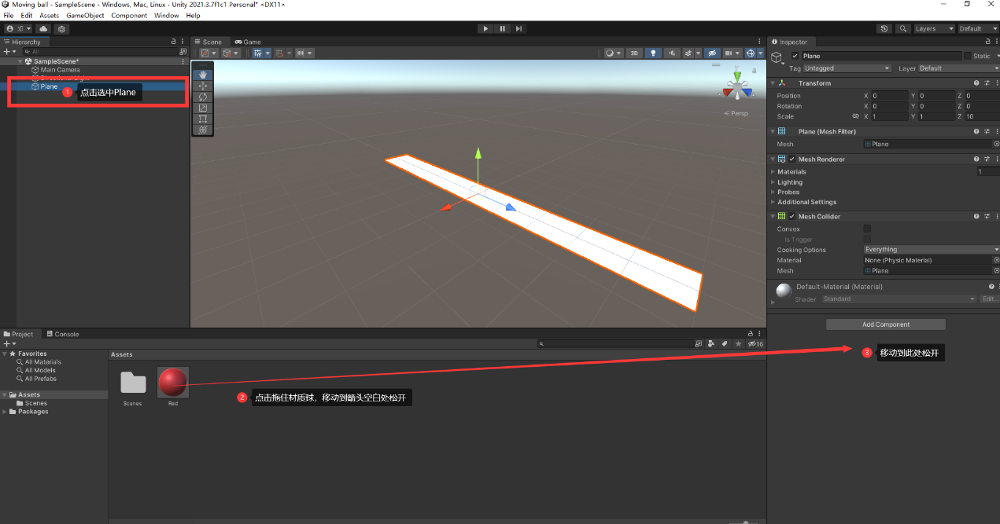 Moving ball - SampleScene - Windows, Mac, Linux - Unity 2021.3.7f1c1 Personal* <DX11>
File Edit Assets GameObject Component Window Help
Layers Default
Hierarchy
All
SampleScene*
Main Camera
Directional Light
Plane
1 点击选中Plane
Scene Game
2D
Persp
Inspector
Plane Static
Tag Untagged Layer Default
Transform
Position X 0 Y 0 Z 0
Rotation X 0 Y 0 Z 0
Scale X 1 Y 1 Z 10
Plane (Mesh Filter)
Mesh Plane
Mesh Renderer
Materials 1
Lighting
Probes
Additional Settings
Mesh Collider
Convex
Is Trigger
Cooking Options Everything
Material None (Physic Material)
Mesh Plane
Default-Material (Material)
Shader Standard Edit...
Add Component
3 移动到此处松开
Project Console
16
Favorites
All Materials
All Models
All Prefabs
Assets
Scenes
Packages
Assets
Scenes
Red
2 点击拖住材质球，移动到箭头空白处松开